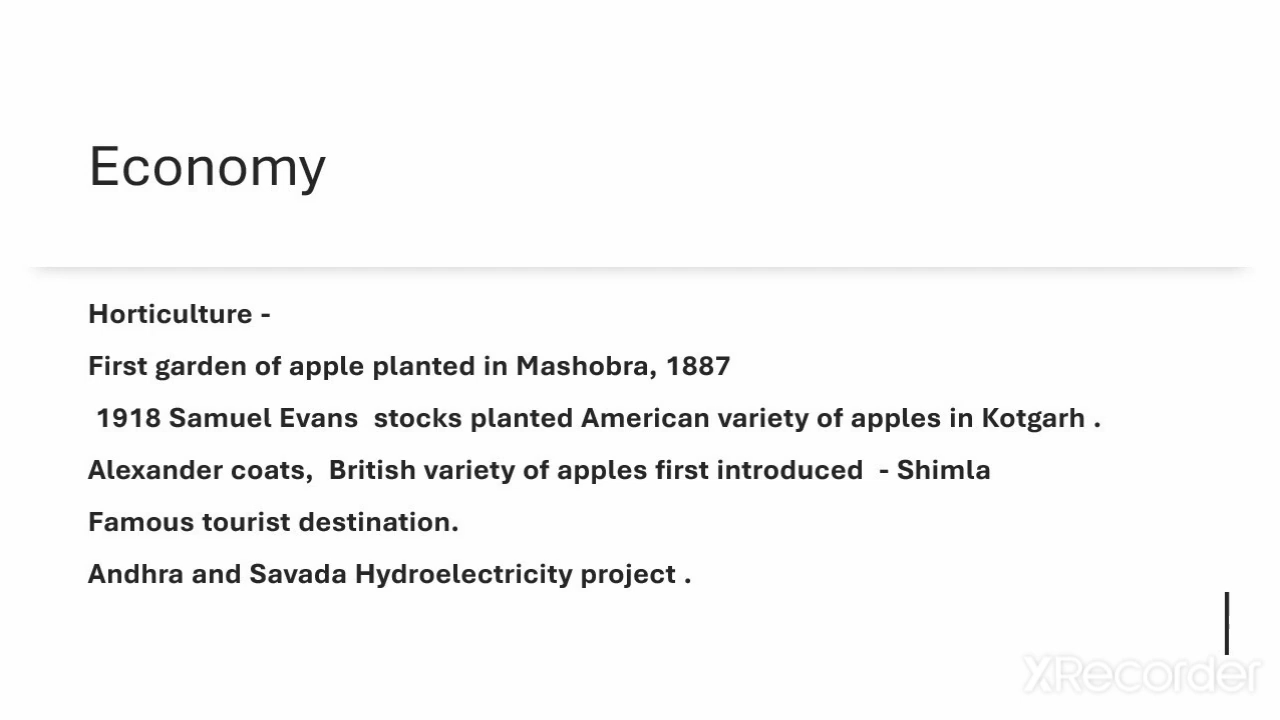 Economy
Horticulture -
First garden of apple planted in Mashobra, 1887
1918 Samuel Evans stocks planted American variety of apples in Kotgarh .
Alexander coats, British variety of apples first introduced - Shimla
Famous tourist destination.
Andhra and Savada Hydroelectricity project .
XRecorder